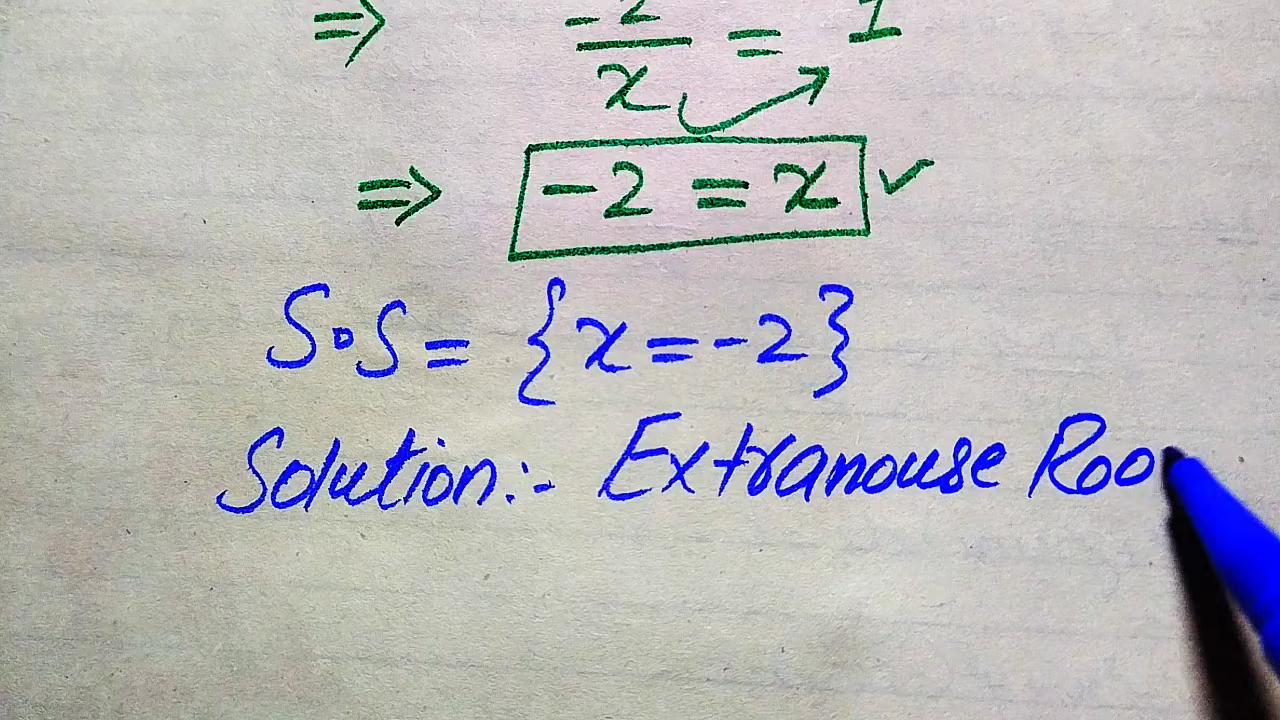 ⇒ -2/x = 1
⇒ -2 = x ✓
S.S = {x = -2}
Solution:- Extranouse Roo